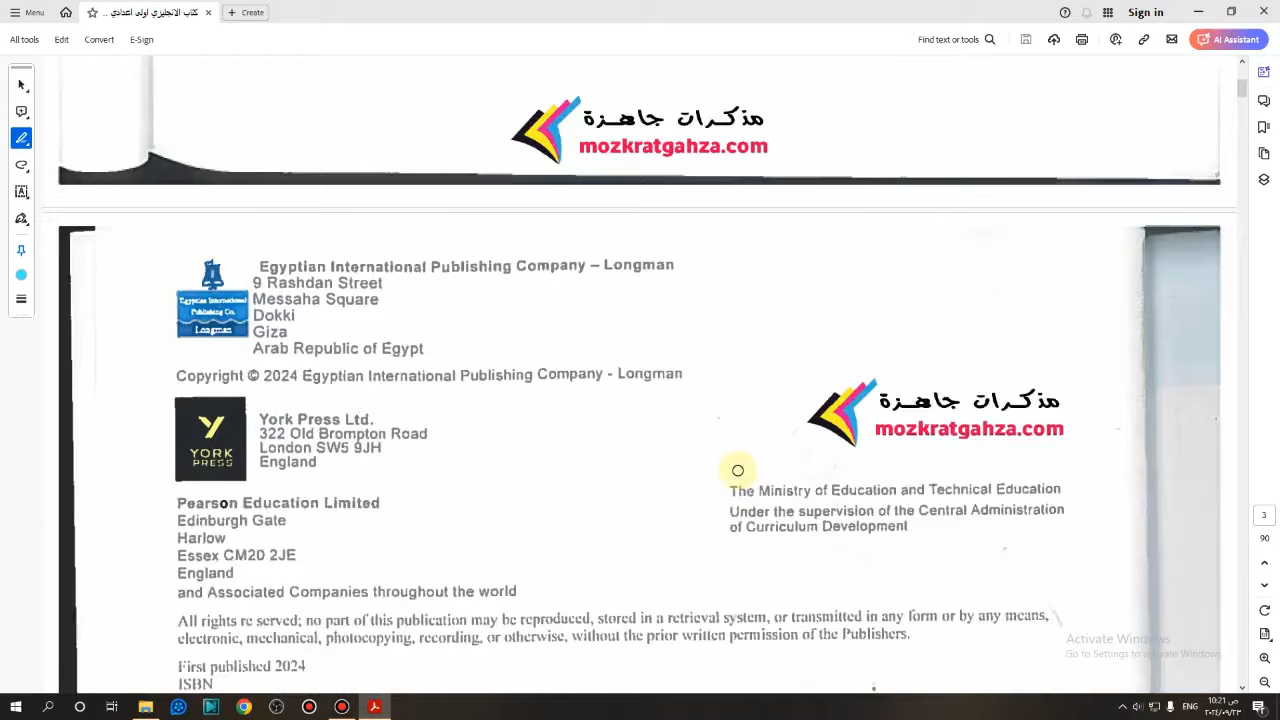 Menu
كتاب الانجليزي اولى اعدادي ..
Create
Sign in
All tools
Edit
Convert
E-Sign
Find text or tools
AI Assistant
مذكرات جاهزة
mozkratgahza.com
Egyptian International Publishing Company – Longman
9 Rashdan Street
Messaha Square
Dokki
Giza
Arab Republic of Egypt
Egyptian International
Publishing Co.
Longman
Copyright © 2024 Egyptian International Publishing Company - Longman
مذكرات جاهزة
mozkratgahza.com
YORK
PRESS
York Press Ltd.
322 Old Brompton Road
London SW5 9JH
England
The Ministry of Education and Technical Education
Under the supervision of the Central Administration
of Curriculum Development
Pearson Education Limited
Edinburgh Gate
Harlow
Essex CM20 2JE
England
and Associated Companies throughout the world
All rights re served; no part of this publication may be reproduced, stored in a retrieval system, or transmitted in any form or by any means,
electronic, mechanical, photocopying, recording, or otherwise, without the prior written permission of the Publishers.
First published 2024
ISBN
3
90
Activate Windows
Go to Settings to activate Windows.
ENG
10:21 ص